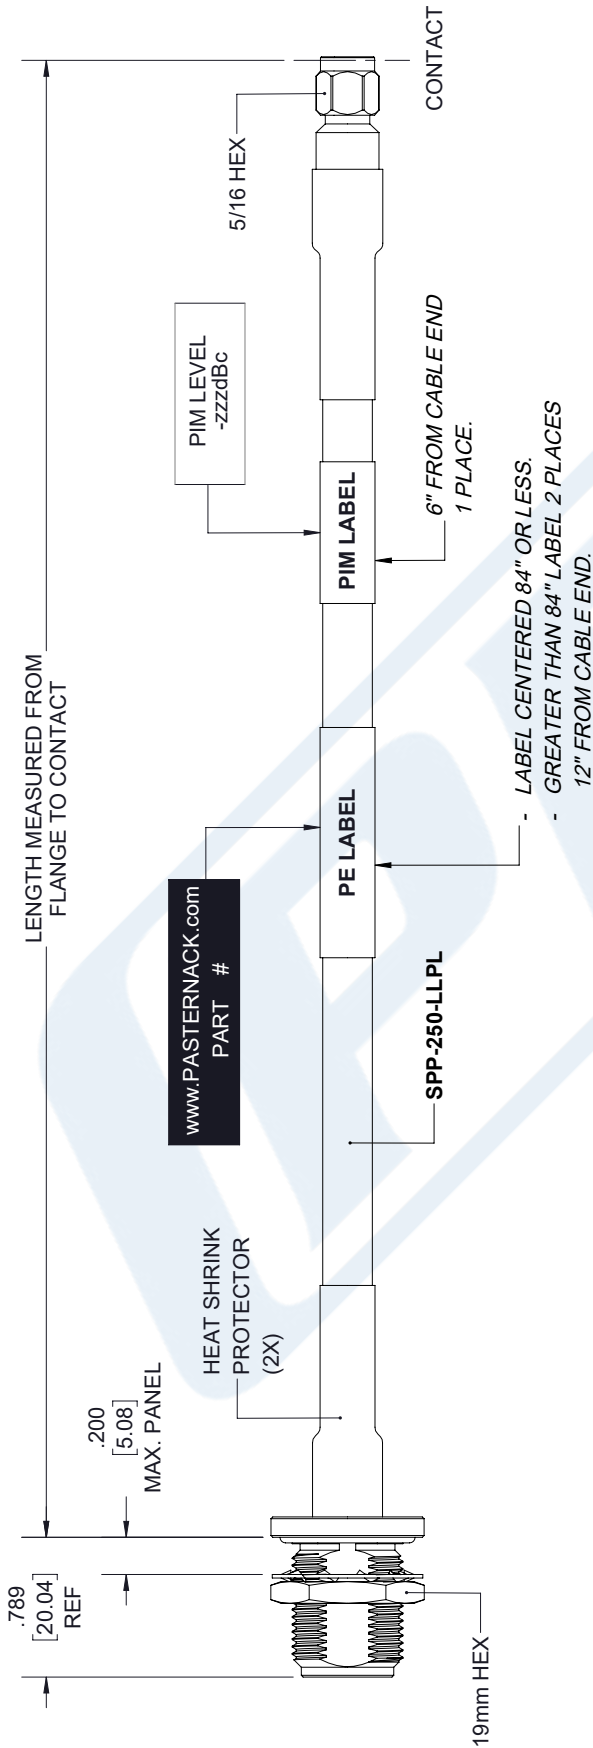 LENGTH MEASURED FROM
FLANGE TO CONTACT
.789
[20.04]
REF
.200
[5.08]
MAX. PANEL
www.PASTERNACK.com
PART #
PIM LEVEL
-zzzdBc
5/16 HEX
HEAT SHRINK
PROTECTOR
(2X)
PE LABEL
PIM LABEL
CONTACT
19mm HEX
SPP-250-LLPL
6" FROM CABLE END
1 PLACE.
- LABEL CENTERED 84" OR LESS.
- GREATER THAN 84" LABEL 2 PLACES
12" FROM CABLE END.